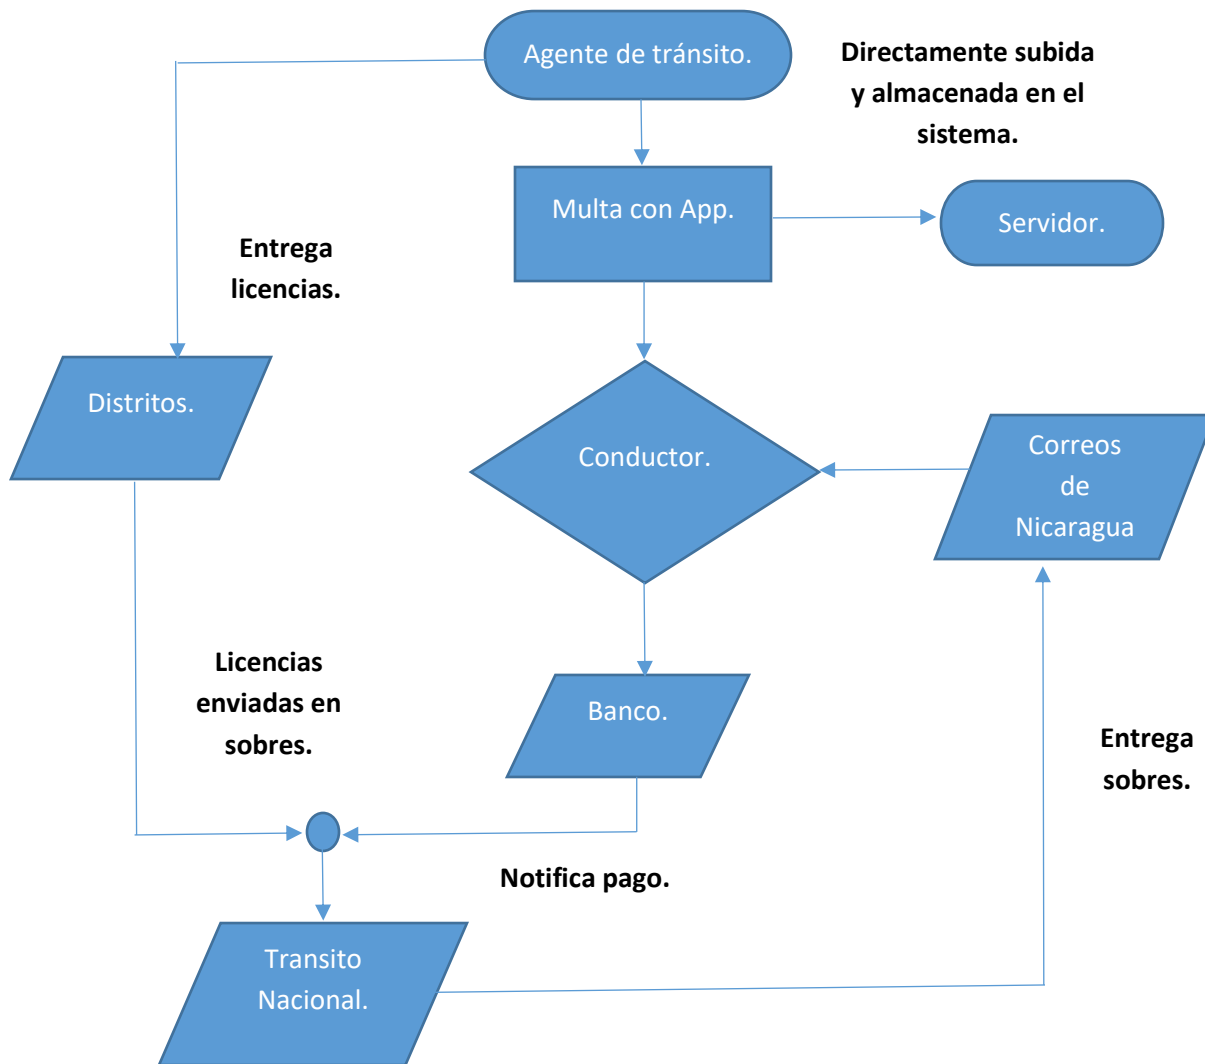 Agente de tránsito.
Directamente subida
y almacenada en el
sistema.
Multa con App.
Servidor.
Entrega
licencias.
Distritos.
Conductor.
Correos
de
Nicaragua
Licencias
enviadas en
sobres.
Banco.
Entrega
sobres.
Notifica pago.
Transito
Nacional.